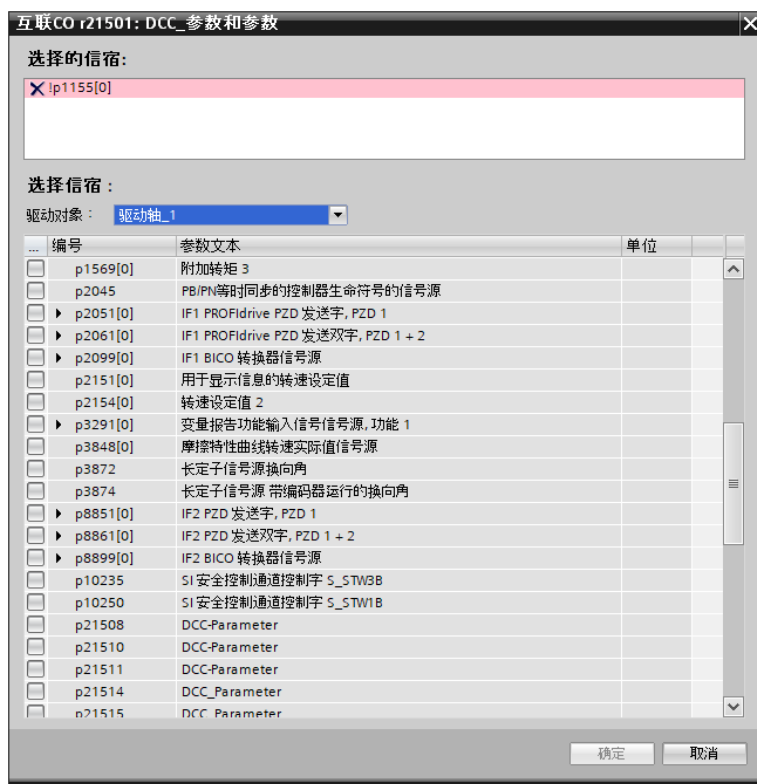 互联CO r21501: DCC_参数和参数
选择的信宿:
!p1155[0]
选择信宿:
驱动对象: 驱动轴_1
... 编号 参数文本 单位
p1569[0] 附加转矩 3
p2045 PB/PN等时同步的控制器生命符号的信号源
p2051[0] IF1 PROFIdrive PZD 发送字, PZD 1
p2061[0] IF1 PROFIdrive PZD 发送双字, PZD 1 + 2
p2099[0] IF1 BICO 转换器信号源
p2151[0] 用于显示信息的转速设定值
p2154[0] 转速设定值 2
p3291[0] 变量报告功能输入信号信号源, 功能 1
p3848[0] 摩擦特性曲线转速实际值信号源
p3872 长定子信号源换向角
p3874 长定子信号源 带编码器运行的换向角
p8851[0] IF2 PZD 发送字, PZD 1
p8861[0] IF2 PZD 发送双字, PZD 1 + 2
p8899[0] IF2 BICO 转换器信号源
p10235 SI 安全控制通道控制字 S_STW3B
p10250 SI 安全控制通道控制字 S_STW1B
p21508 DCC-Parameter
p21510 DCC-Parameter
p21511 DCC-Parameter
p21514 DCC_Parameter
p21515 DCC_Parameter
确定 取消